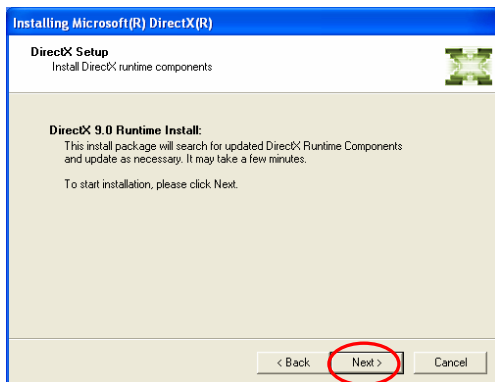 Installing Microsoft(R) DirectX(R)
DirectX Setup
Install DirectX runtime components
DirectX 9.0 Runtime Install:
This install package will search for updated DirectX Runtime Components
and update as necessary. It may take a few minutes.
To start installation, please click Next.
< Back Next > Cancel